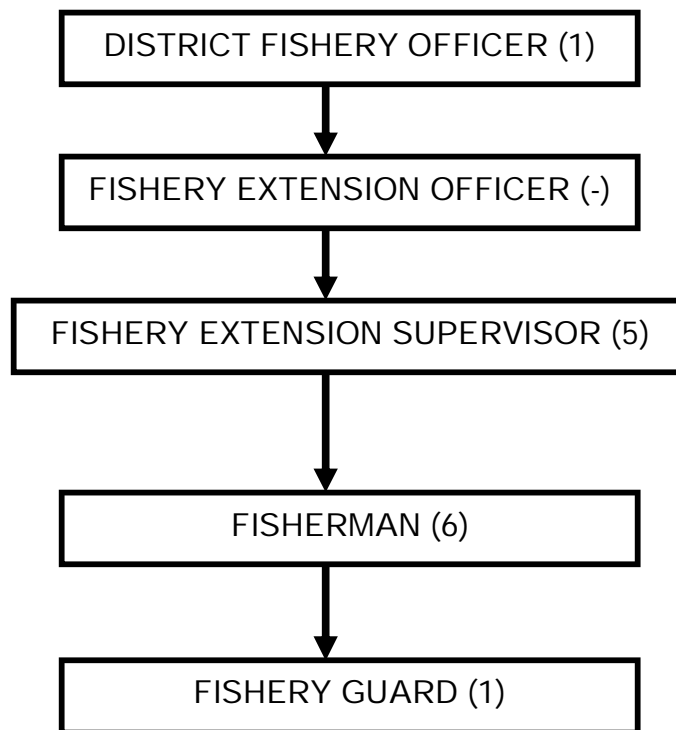 DISTRICT FISHERY OFFICER (1)
FISHERY EXTENSION OFFICER (-)
FISHERY EXTENSION SUPERVISOR (5)
FISHERMAN (6)
FISHERY GUARD (1)